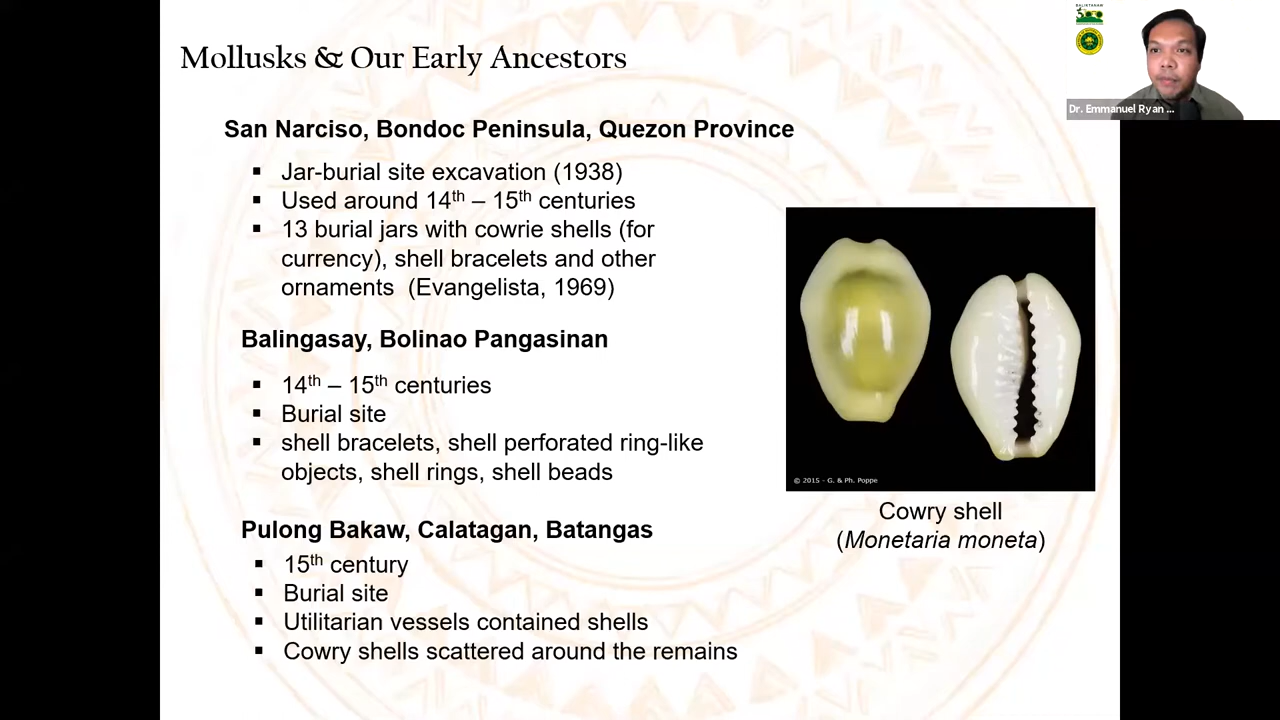 Mollusks & Our Early Ancestors
San Narciso, Bondoc Peninsula, Quezon Province
▪ Jar-burial site excavation (1938)
▪ Used around 14th – 15th centuries
▪ 13 burial jars with cowrie shells (for
currency), shell bracelets and other
ornaments (Evangelista, 1969)
Balingasay, Bolinao Pangasinan
▪ 14th – 15th centuries
▪ Burial site
▪ shell bracelets, shell perforated ring-like
objects, shell rings, shell beads
Pulong Bakaw, Calatagan, Batangas
▪ 15th century
▪ Burial site
▪ Utilitarian vessels contained shells
▪ Cowry shells scattered around the remains
© 2015 - G. & Ph. Poppe
Cowry shell
(Monetaria moneta)
Dr. Emmanuel Ryan ...